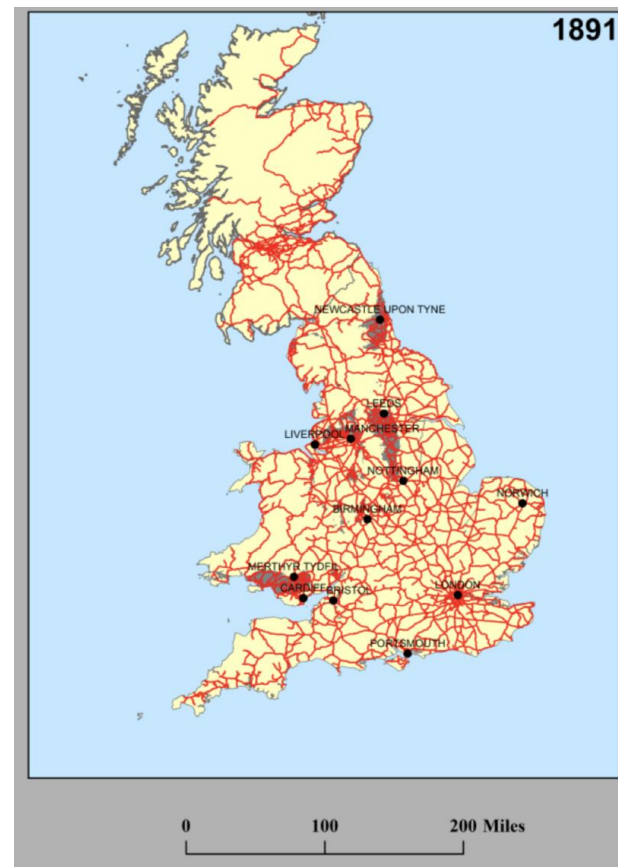 1891
NEWCASTLE UPON TYNE
LEEDS
LIVERPOOL MANCHESTER
NOTTINGHAM
NORWICH
BIRMINGHAM
MERTHYR TYDFIL
CARDIFF BRISTOL
LONDON
PORTSMOUTH
0 100 200 Miles